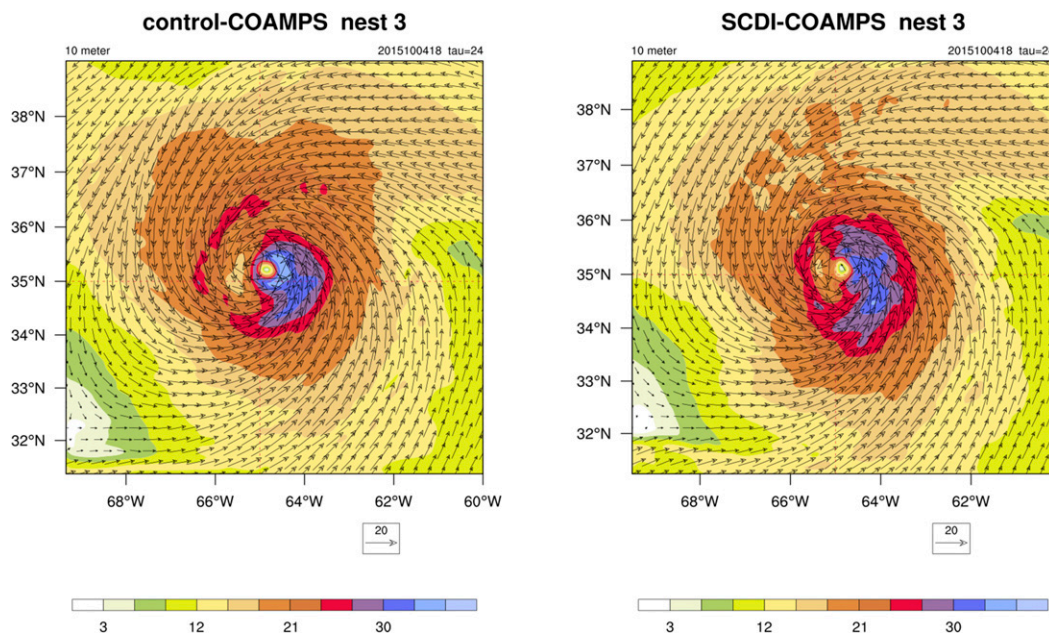 control-COAMPS nest 3
10 meter 2015100418 tau=24
38°N
37°N
36°N
35°N
34°N
33°N
32°N
68°W 66°W 64°W 62°W 60°W
20
3 12 21 30
SCDI-COAMPS nest 3
10 meter 2015100418 tau=2
38°N
37°N
36°N
35°N
34°N
33°N
32°N
68°W 66°W 64°W 62°W
20
3 12 21 30